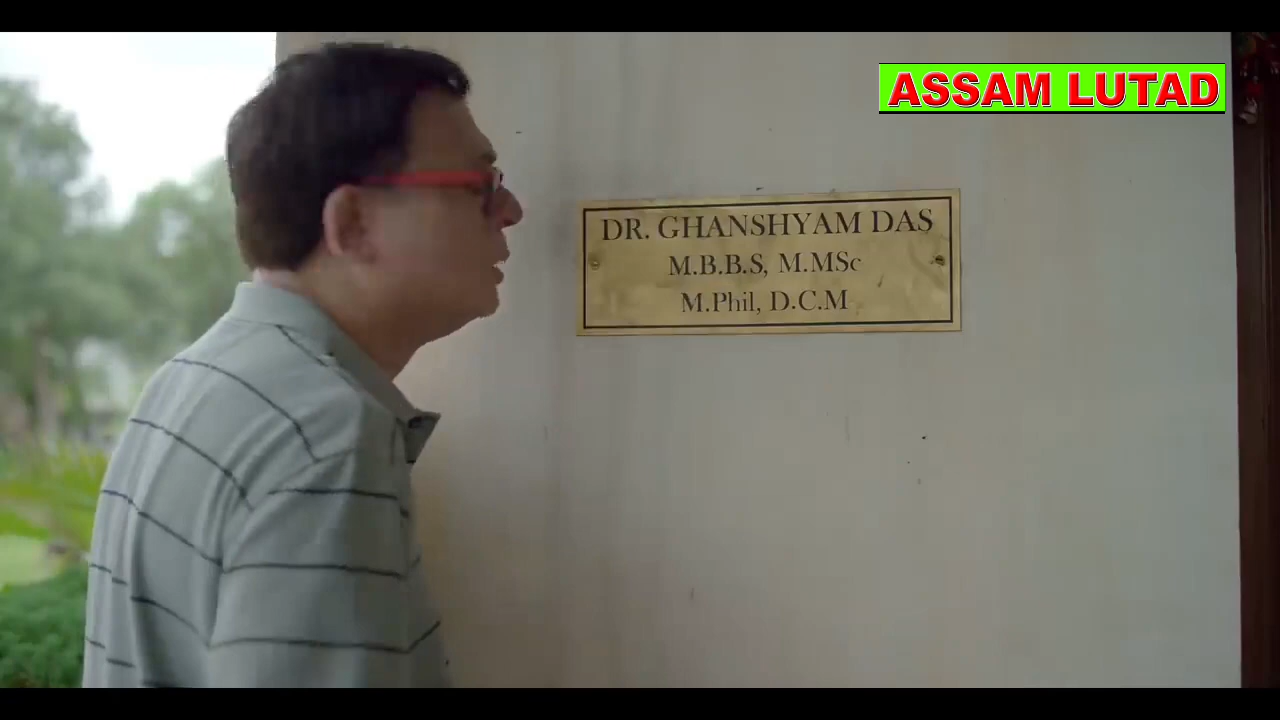 ASSAM LUTAD
DR. GHANSHYAM DAS
M.B.B.S, M.MSc
M.Phil, D.C.M